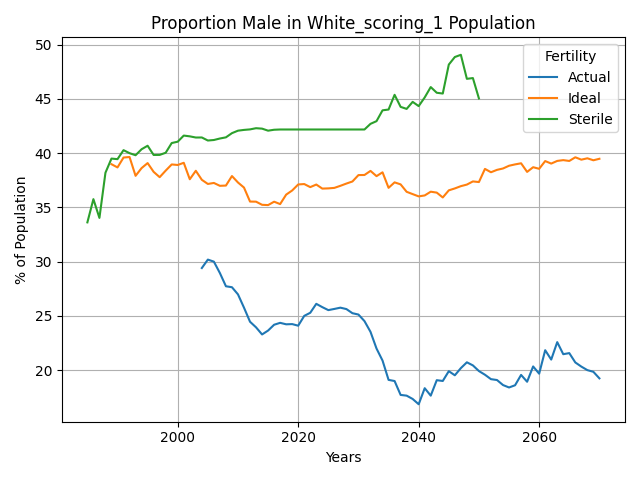 Proportion Male in White_scoring_1 Population
% of Population
50
45
40
35
30
25
20
Fertility
Actual
Ideal
Sterile
2000
2020
2040
2060
Years